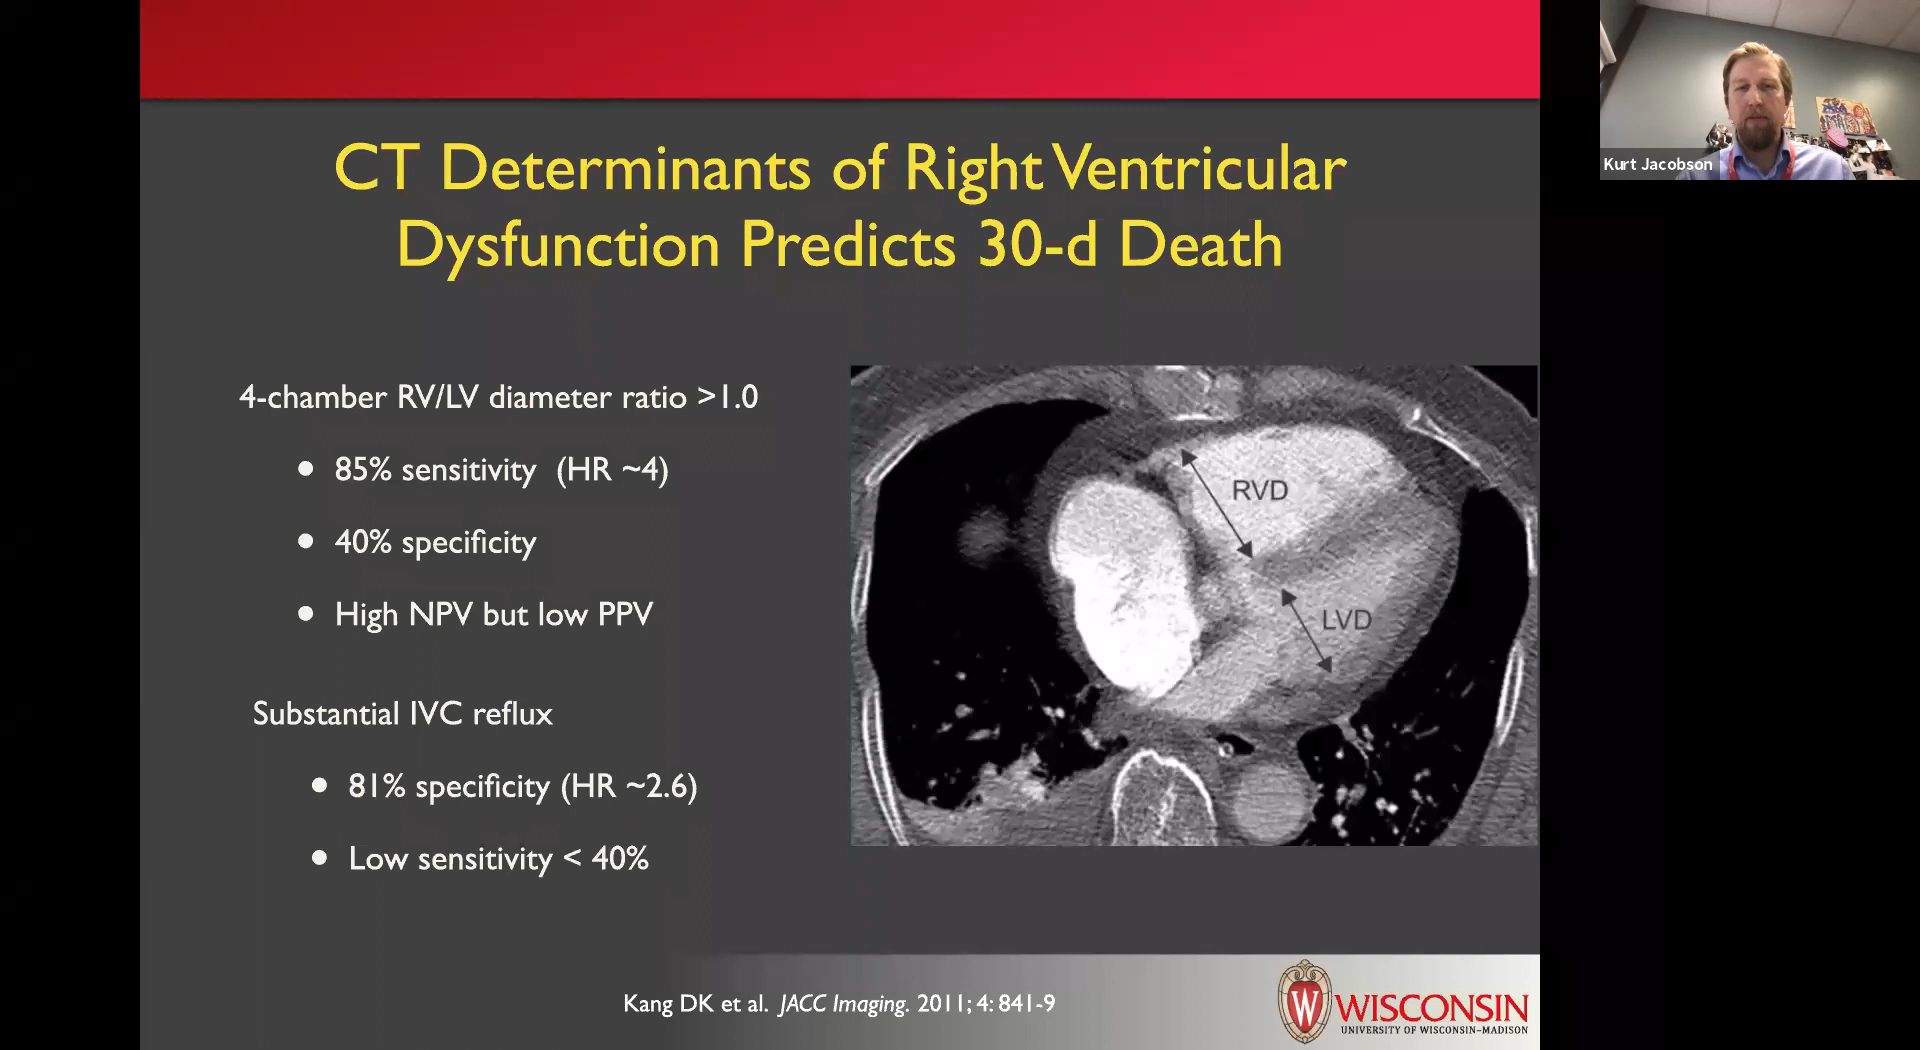 CT Determinants of Right Ventricular
Dysfunction Predicts 30-d Death
4-chamber RV/LV diameter ratio >1.0
• 85% sensitivity (HR ~4)
• 40% specificity
• High NPV but low PPV
Substantial IVC reflux
• 81% specificity (HR ~2.6)
• Low sensitivity < 40%
RVD
LVD
Kang DK et al. JACC Imaging. 2011; 4: 841-9
W WISCONSIN
UNIVERSITY OF WISCONSIN–MADISON
Kurt Jacobson